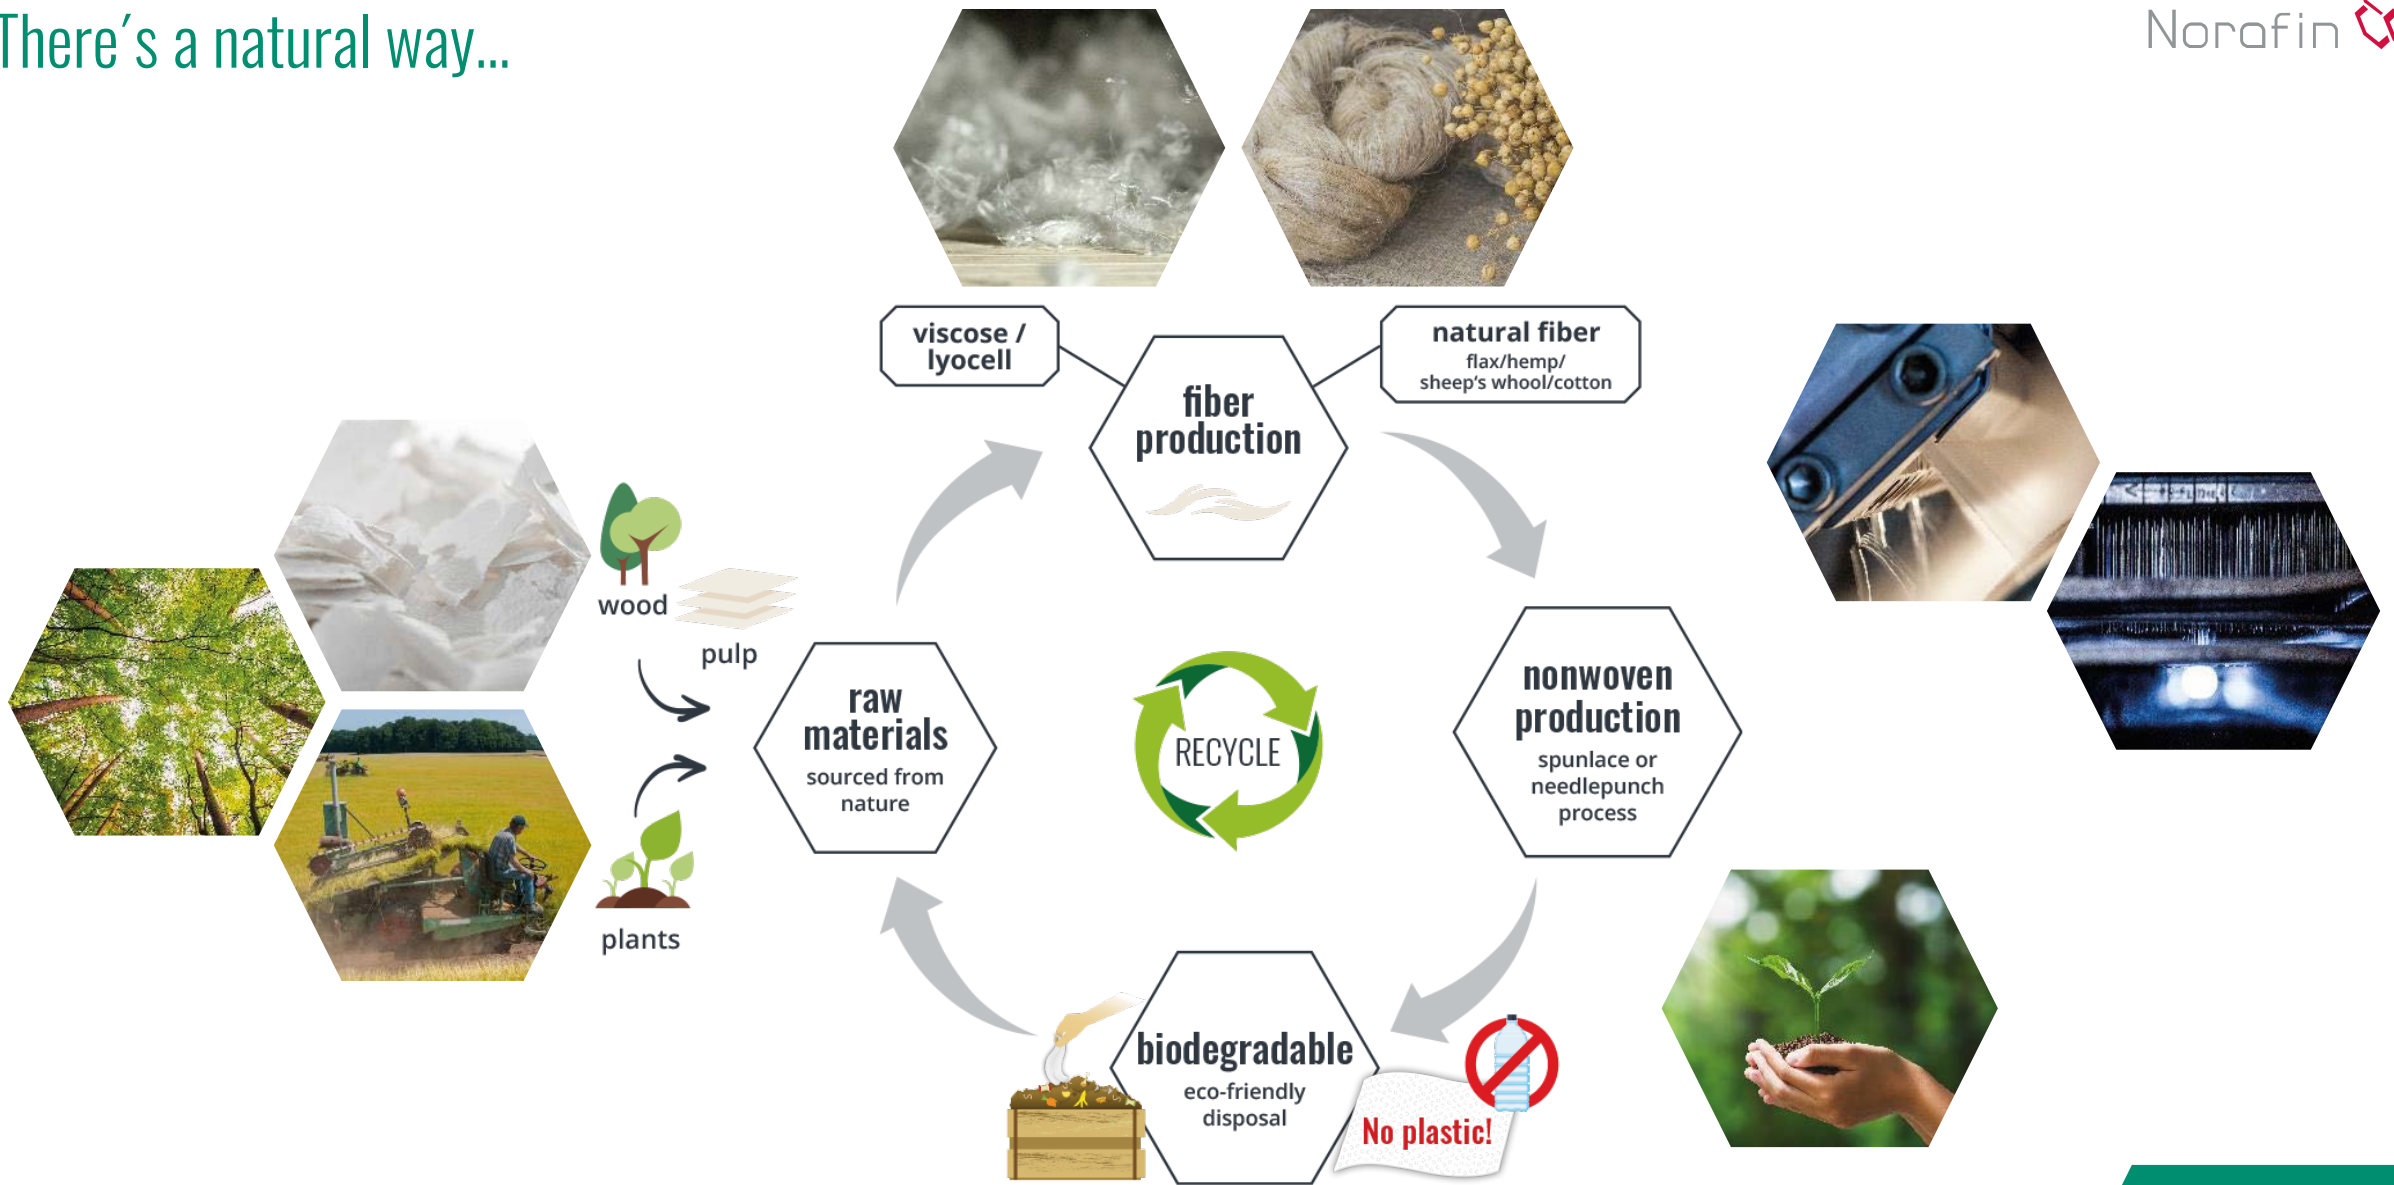 There´s a natural way...
Norafin
viscose /
lyocell
natural fiber
flax/hemp/
sheep's whool/cotton
fiber
production
wood
pulp
raw
materials
sourced from
nature
plants
RECYCLE
nonwoven
production
spunlace or
needlepunch
process
biodegradable
eco-friendly
disposal
No plastic!